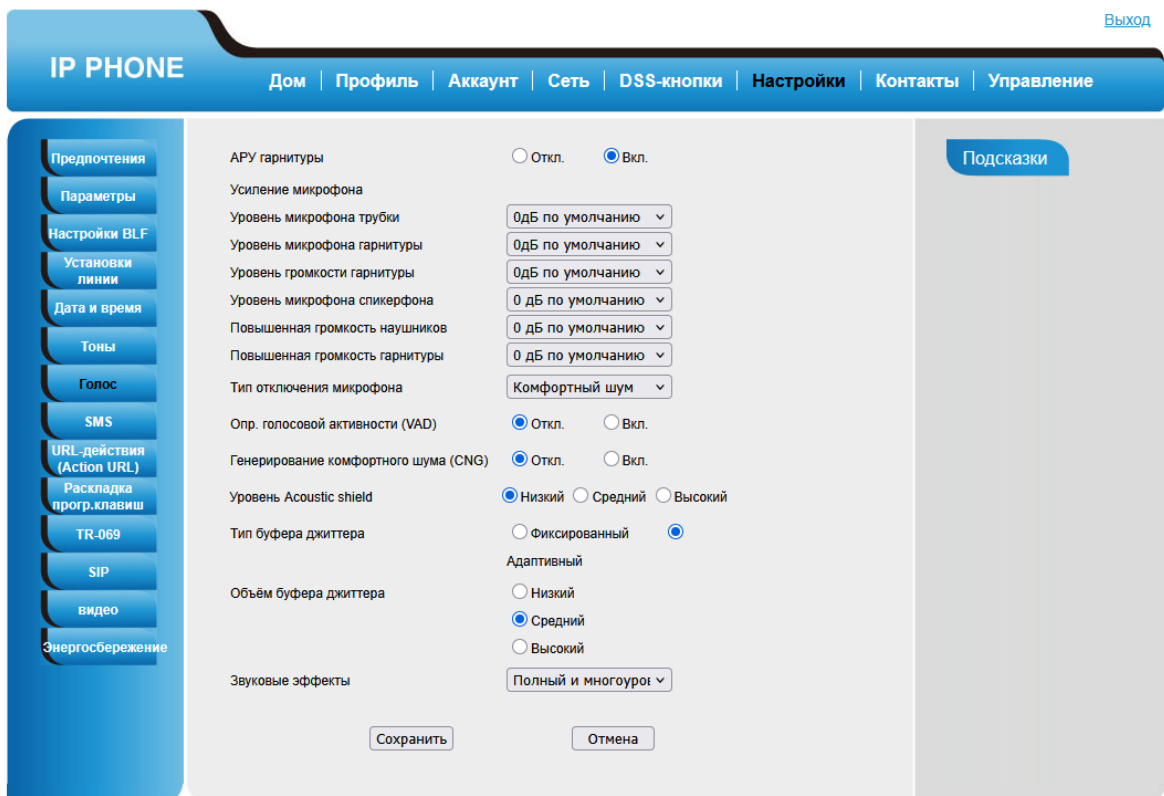 Выход
IP PHONE
Дом | Профиль | Аккаунт | Сеть | DSS-кнопки | Настройки | Контакты | Управление
Предпочтения
Параметры
Настройки BLF
Установки
линии
Дата и время
Тоны
Голос
SMS
URL-действия
(Action URL)
Раскладка
прогр.клавиш
TR-069
SIP
видео
Энергосбережение
АРУ гарнитуры Откл. Вкл.
Усиление микрофона
Уровень микрофона трубки 0дБ по умолчанию
Уровень микрофона гарнитуры 0дБ по умолчанию
Уровень громкости гарнитуры 0дБ по умолчанию
Уровень микрофона спикерфона 0 дБ по умолчанию
Повышенная громкость наушников 0 дБ по умолчанию
Повышенная громкость гарнитуры 0 дБ по умолчанию
Тип отключения микрофона Комфортный шум
Опр. голосовой активности (VAD) Откл. Вкл.
Генерирование комфортного шума (CNG) Откл. Вкл.
Уровень Acoustic shield Низкий Средний Высокий
Тип буфера джиттера Фиксированный
Адаптивный
Объём буфера джиттера Низкий
Средний
Высокий
Звуковые эффекты Полный и многоуров
Сохранить Отмена
Подсказки